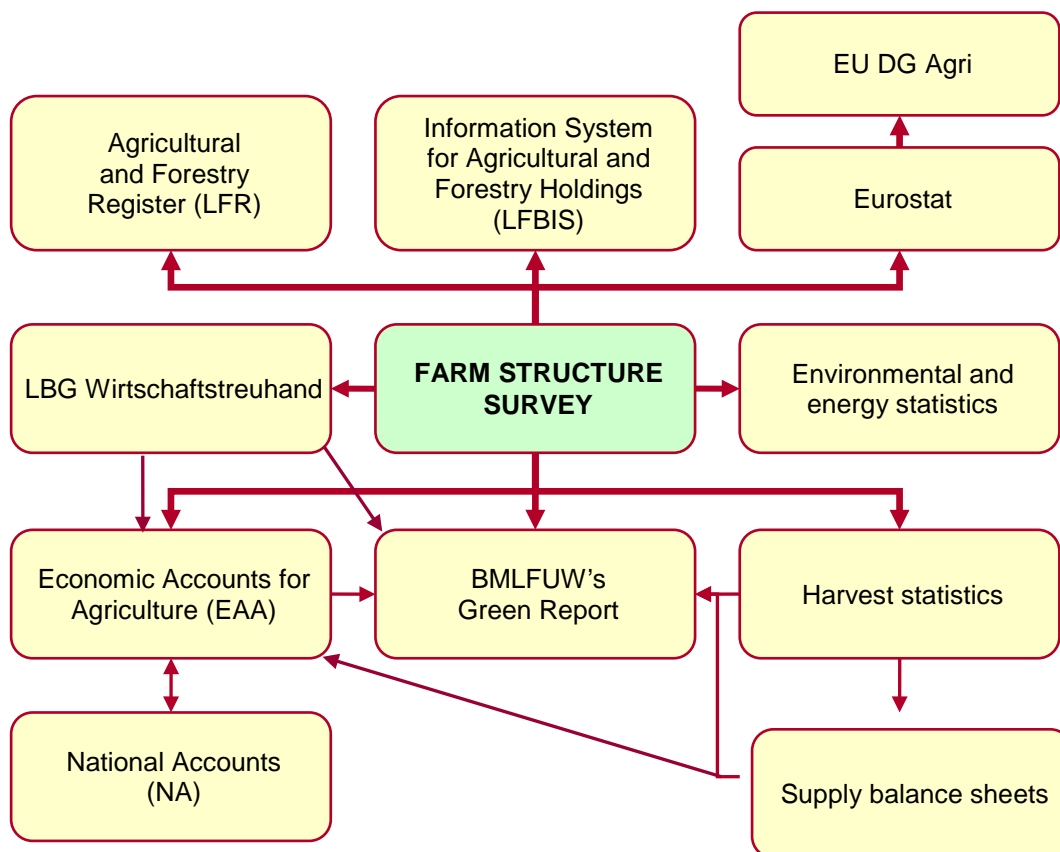 EU DG Agri
Agricultural
and Forestry
Register (LFR)
Information System
for Agricultural and
Forestry Holdings
(LFBIS)
Eurostat
LBG Wirtschaftstreuhand
FARM STRUCTURE
SURVEY
Environmental and
energy statistics
Economic Accounts for
Agriculture (EAA)
BMLFUW’s
Green Report
Harvest statistics
National Accounts
(NA)
Supply balance sheets